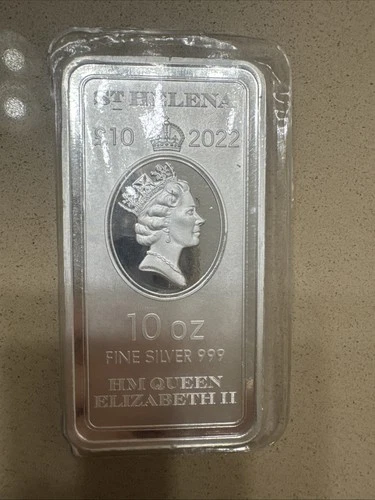 ST HELENA
£10 2022
10 oz
FINE SILVER 999
HM QUEEN
ELIZABETH II